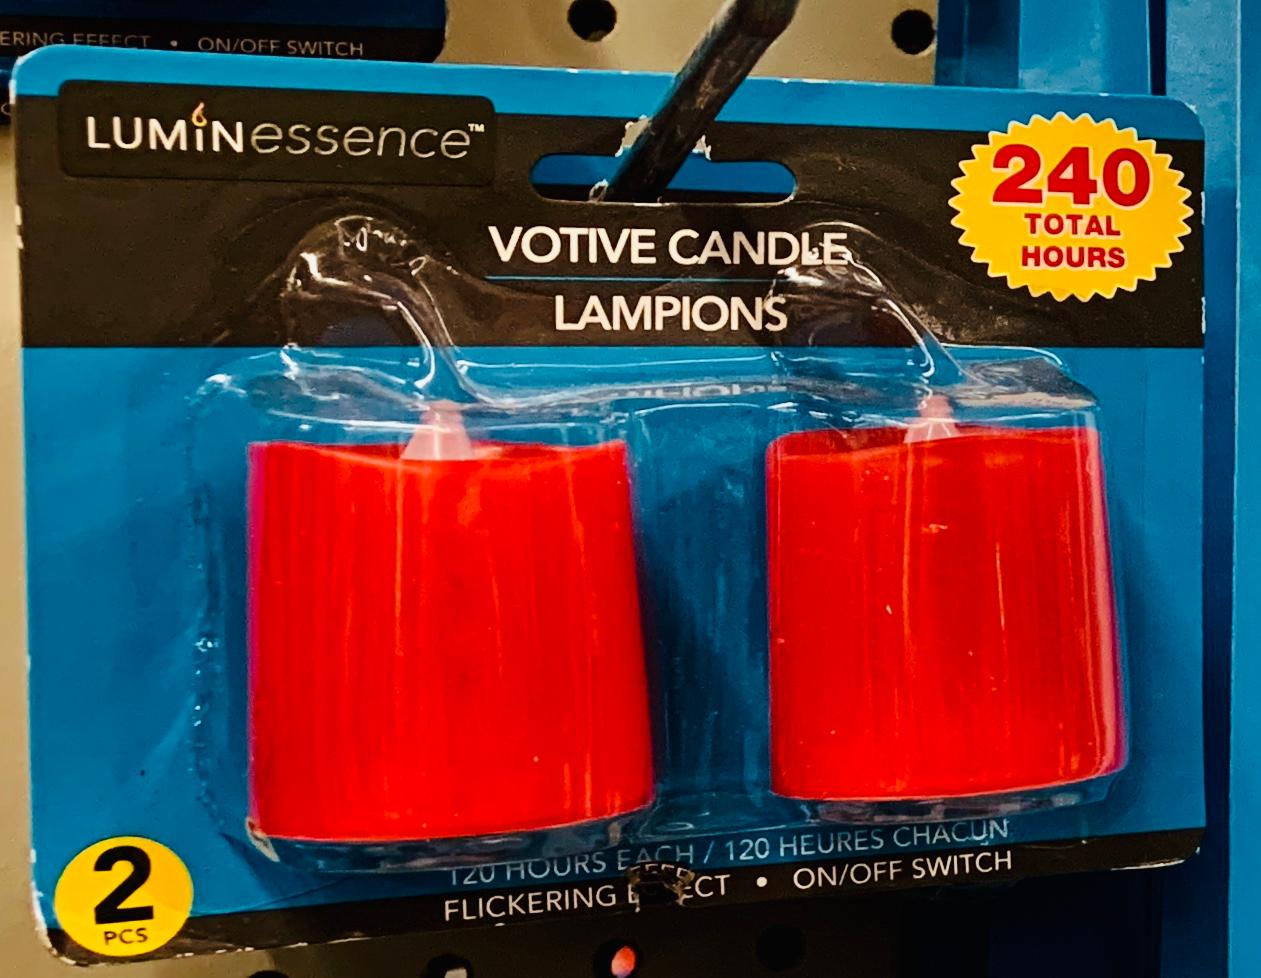 ERING EFFECT • ON/OFF SWITCH
LUMiNessence™
240
TOTAL
HOURS
VOTIVE CANDLE
LAMPIONS
120 HOURS EACH / 120 HEURES CHACUN
FLICKERING EFFECT • ON/OFF SWITCH
2
PCS